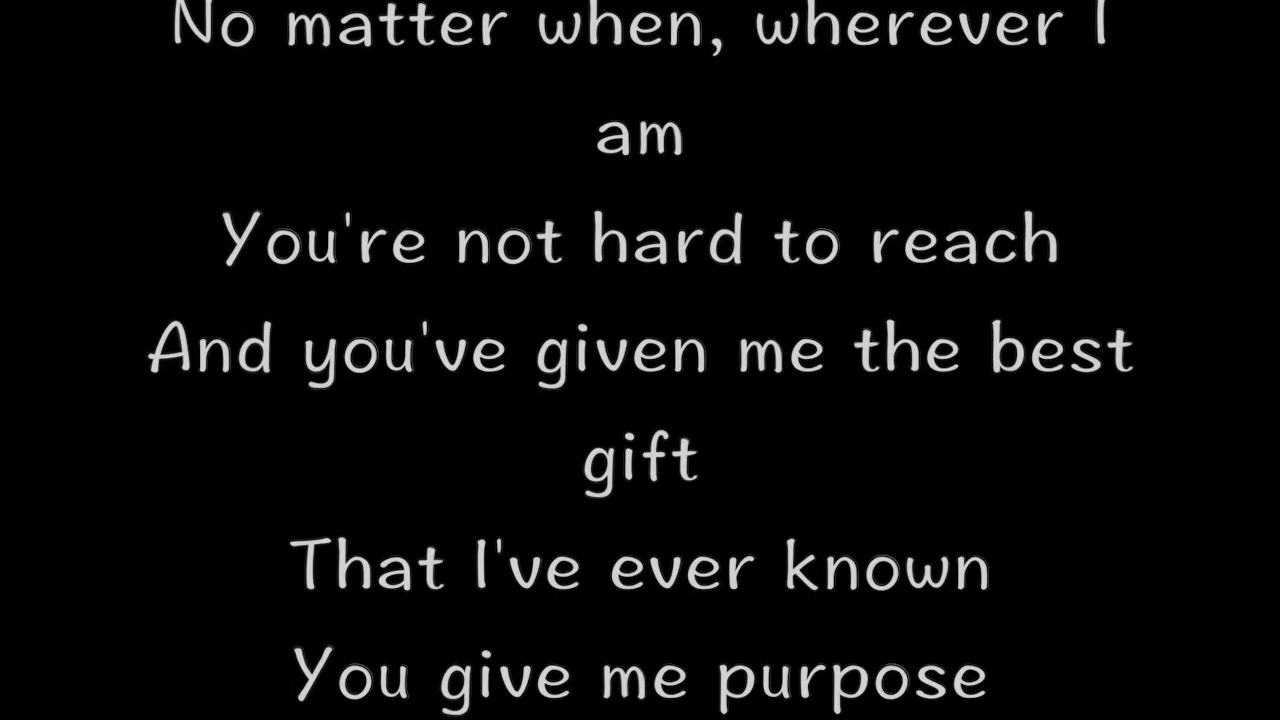 No matter when, wherever I
am
You're not hard to reach
And you've given me the best
gift
That I've ever known
You give me purpose